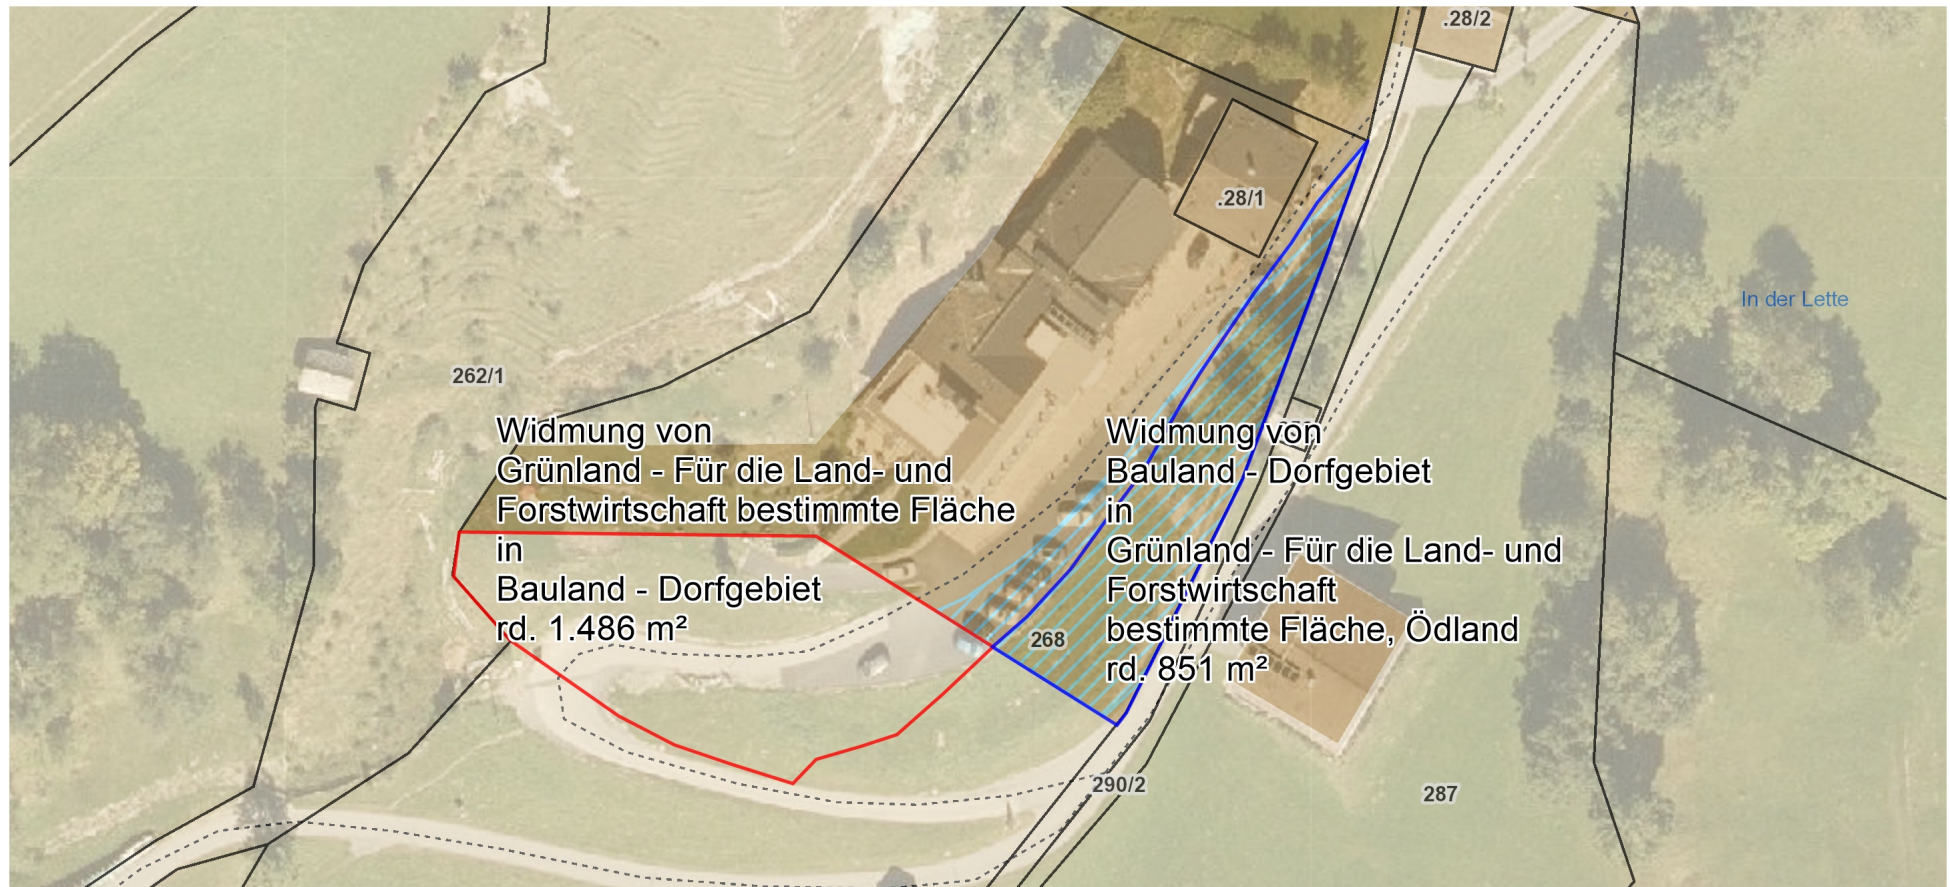 .28/2
.28/1
In der Lette
262/1
Widmung von
Grünland - Für die Land- und
Forstwirtschaft bestimmte Fläche
in
Bauland - Dorfgebiet
rd. 1.486 m²
Widmung von
Bauland - Dorfgebiet
in
Grünland - Für die Land- und
Forstwirtschaft
bestimmte Fläche, Ödland
rd. 851 m²
268
290/2
287